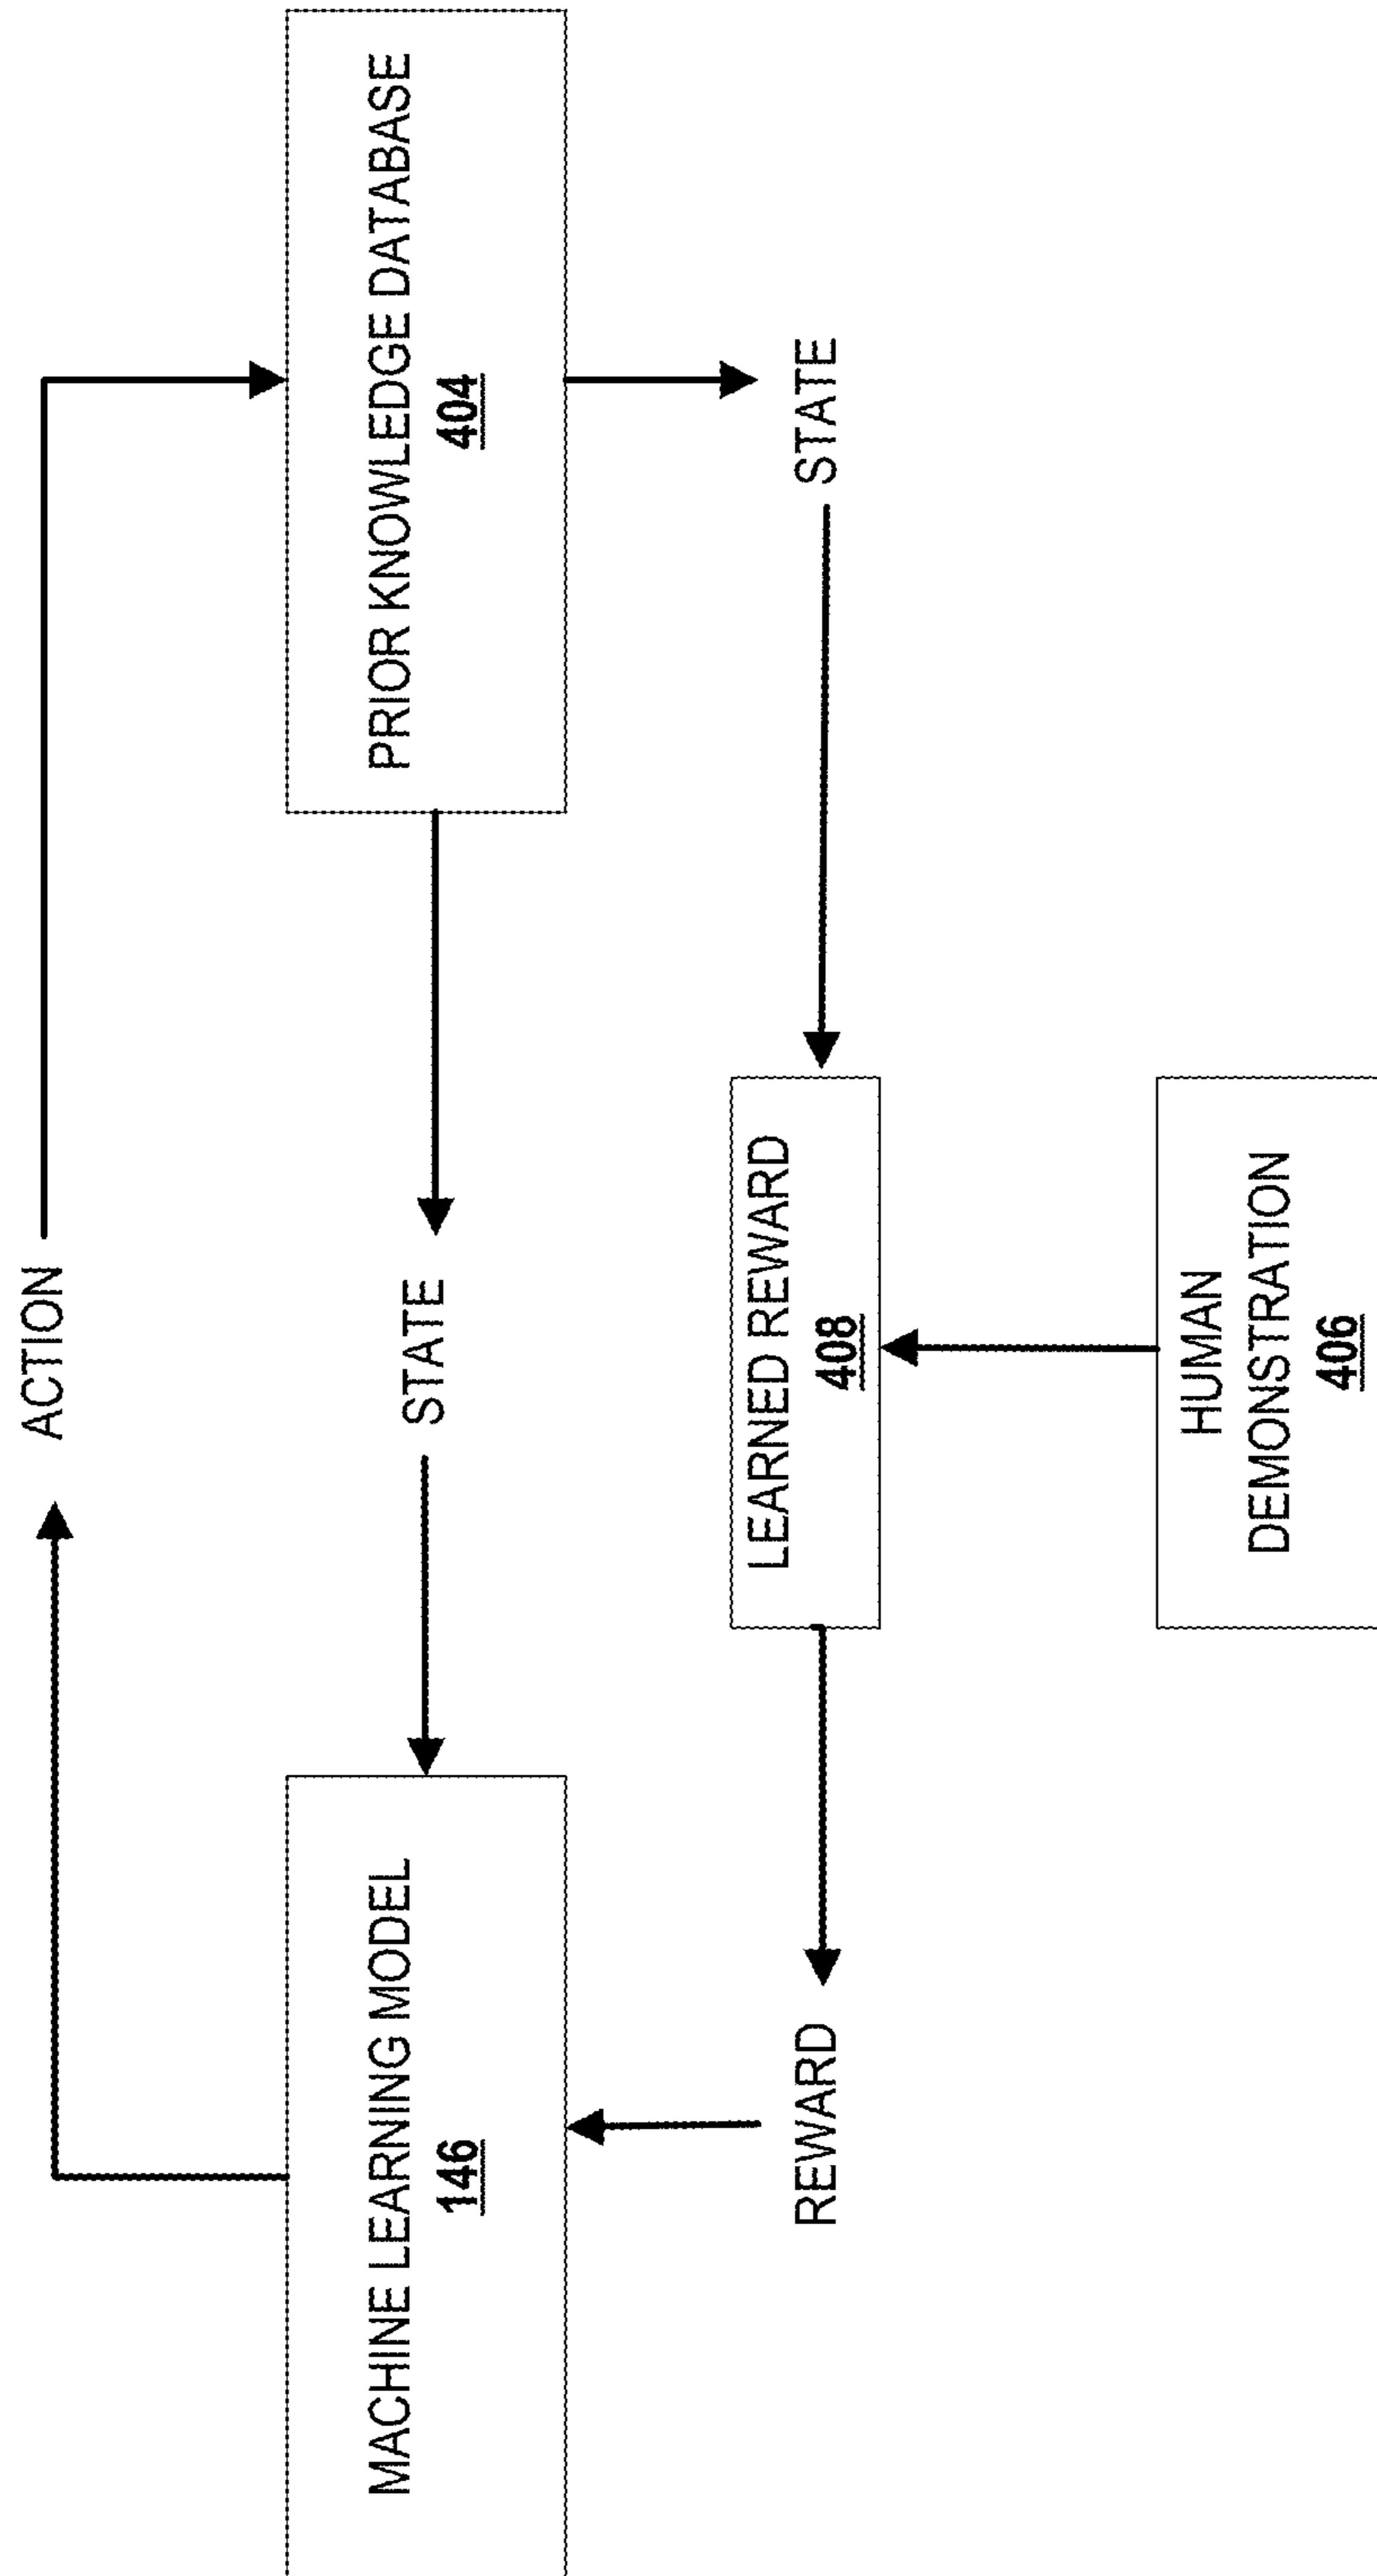 ACTION
MACHINE LEARNING MODEL
146
STATE
PRIOR KNOWLEDGE DATABASE
404
REWARD
LEARNED REWARD
408
STATE
HUMAN
DEMONSTRATION
406